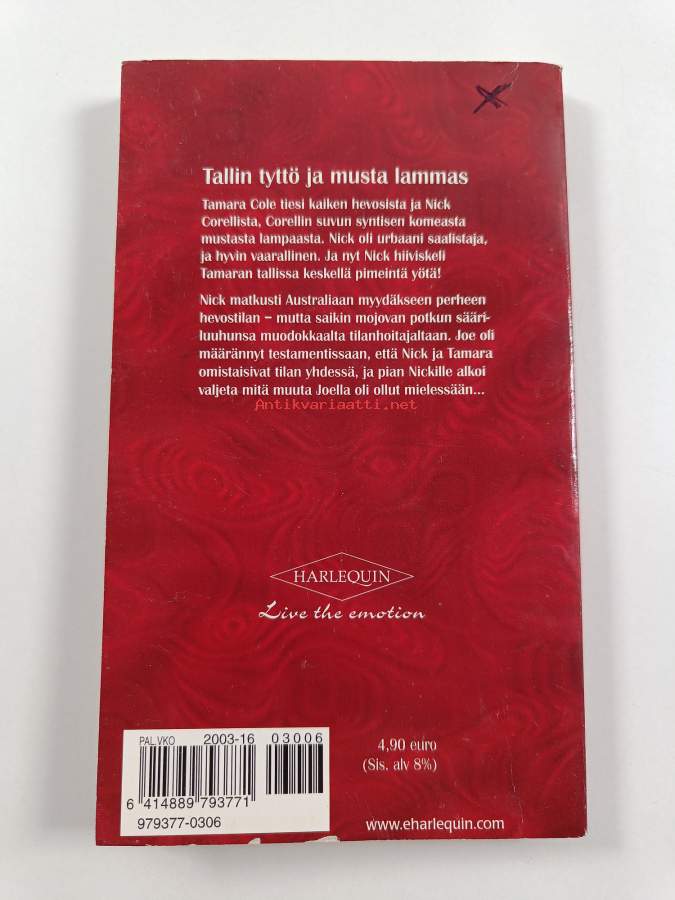 Tallin tyttö ja musta lammas
Tamara Cole tiesi kaiken hevosista ja Nick
Corellista, Corellin suvun syntisen komeasta
mustasta lampaasta. Nick oli urbaani saalistaja,
ja hyvin vaarallinen. Ja nyt Nick hiiviskeli
Tamaran tallissa keskellä pimeintä yötä!
Nick matkusti Australiaan myydäkseen perheen
hevostilan – mutta saikin mojovan potkun sääri-
luuhunsa muodokkaalta tilanhoitajaltaan. Joe oli
määrännyt testamentissaan, että Nick ja Tamara
omistaisivat tilan yhdessä, ja pian Nickille alkoi
valjeta mitä muuta Joella oli ollut mielessään...
Antikvariaatti.net
HARLEQUIN
Live the emotion
PAL.VKO 2003-16 03006
6 414889 793771
979377-0306
4,90 euro
(Sis. alv 8%)
www.eharlequin.com